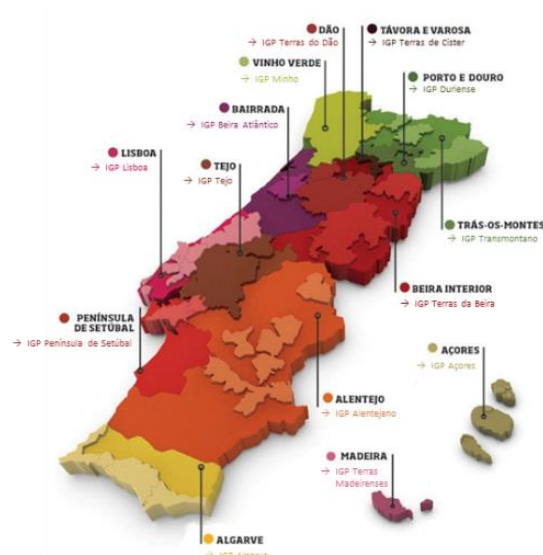 DÃO
→ IGP Terras do Dão
TÁVORA E VAROSA
→ IGP Terras de Cister
VINHO VERDE
→ IGP Minho
PORTO E DOURO
→ IGP Duriense
BAIRRADA
→ IGP Beira Atlântico
LISBOA
→ IGP Lisboa
TEJO
→ IGP Tejo
TRÁS-OS-MONTES
→ IGP Transmontano
BEIRA INTERIOR
→ IGP Terras da Beira
PENÍNSULA
DE SETÚBAL
→ IGP Península de Setúbal
AÇORES
→ IGP Açores
ALENTEJO
→ IGP Alentejano
MADEIRA
→ IGP Terras
Madeirenses
ALGARVE